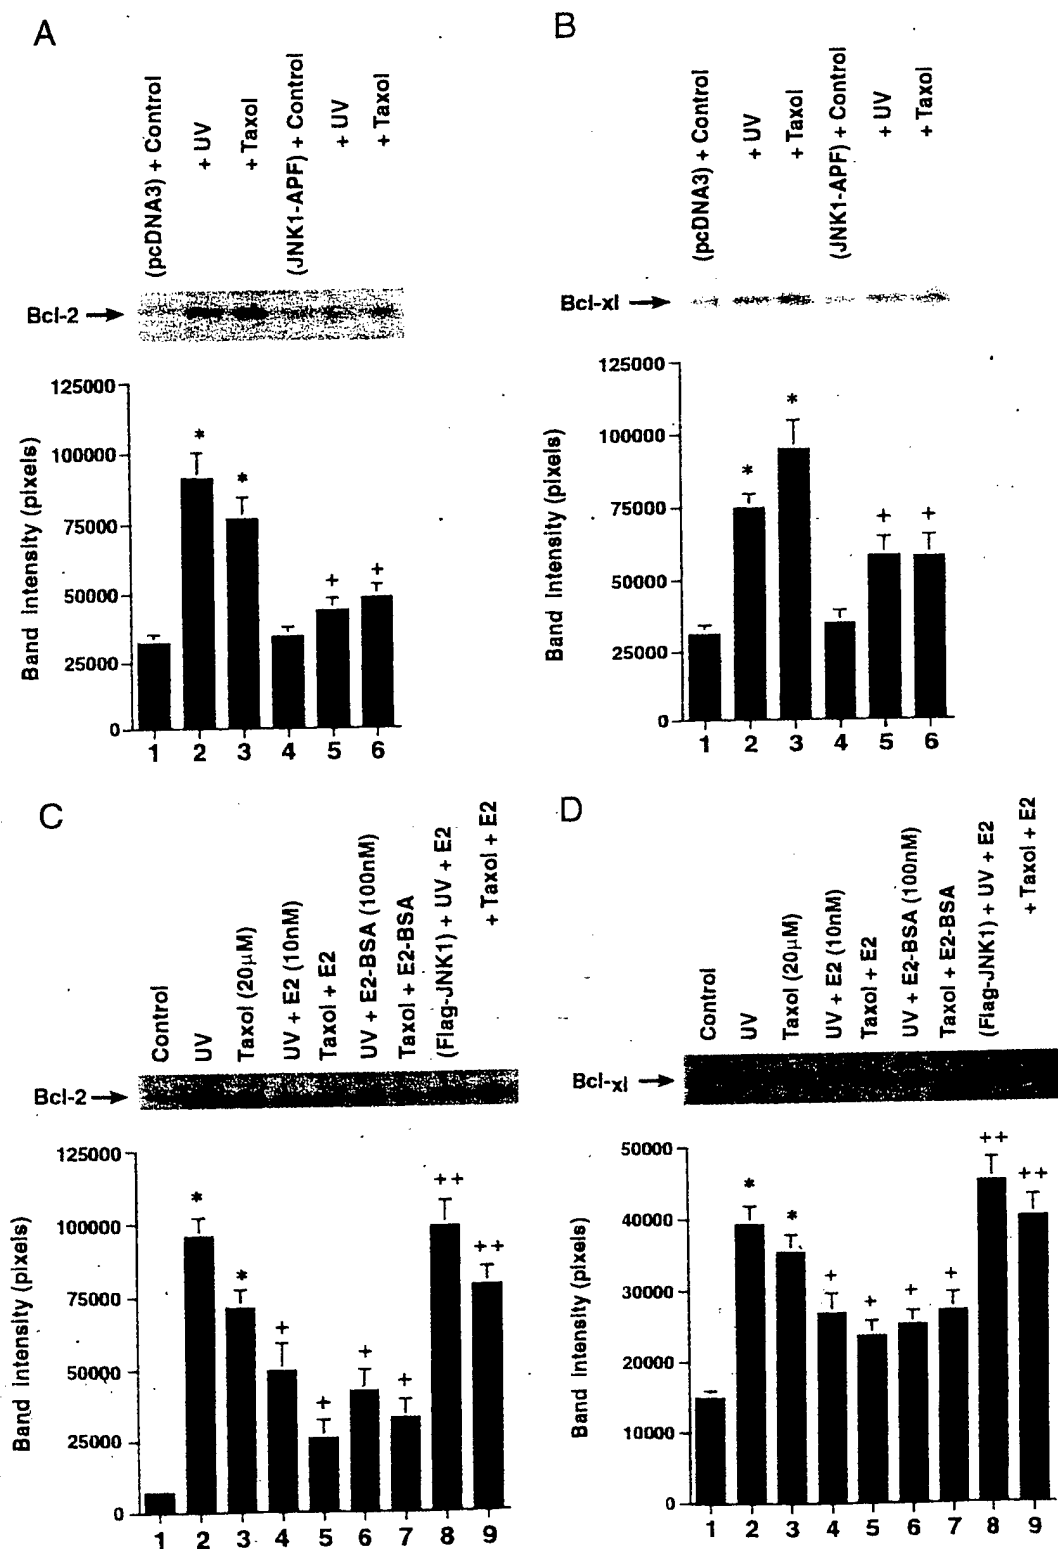 A
(pcDNA3) + Control
+ UV
+ Taxol
(JNK1-APF) + Control
+ UV
+ Taxol
Bcl-2
125000
100000
75000
50000
25000
0
Band Intensity (pixels)
*
*
+
+
1 2 3 4 5 6
B
(pcDNA3) + Control
+ UV
+ Taxol
(JNK1-APF) + Control
+ UV
+ Taxol
Bcl-xl
125000
100000
75000
50000
25000
0
Band Intensity (pixels)
*
*
+
+
1 2 3 4 5 6
C
Control
UV
Taxol (20µM)
UV + E2 (10nM)
Taxol + E2
UV + E2-BSA (100nM)
Taxol + E2-BSA
(Flag-JNK1) + UV + E2
+ Taxol + E2
Bcl-2
125000
100000
75000
50000
25000
0
Band Intensity (pixels)
*
*
+
+
+
+
++
++
1 2 3 4 5 6 7 8 9
D
Control
UV
Taxol (20µM)
UV + E2 (10nM)
Taxol + E2
UV + E2-BSA (100nM)
Taxol + E2-BSA
(Flag-JNK1) + UV + E2
+ Taxol + E2
Bcl-xl
50000
40000
30000
20000
10000
0
Band Intensity (pixels)
*
*
+
+
+
+
++
++
1 2 3 4 5 6 7 8 9